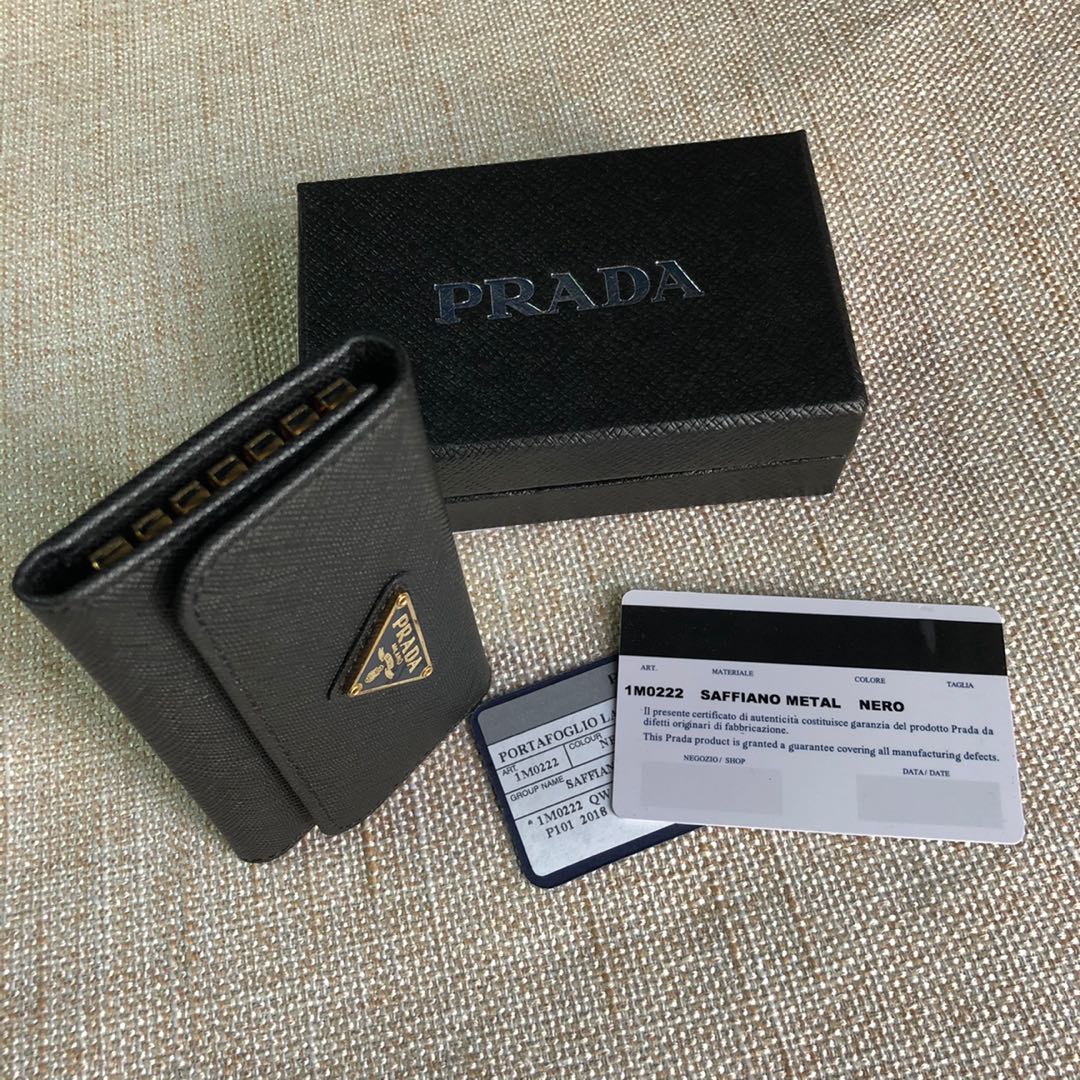 PRADA
PRADA
MILANO
PORTAFOGLIO
ART.
1M0222
COLOUR
GROUP NAME
SAFFIANO
* 1M0222
P101 2018
ART. MATERIALE COLORE TAGLIA
1M0222 SAFFIANO METAL NERO
Il presente certificato di autenticità costituisce garanzia del prodotto Prada da
difetti originari di fabbricazione.
This Prada product is granted a guarantee covering all manufacturing defects.
NEGOZIO / SHOP DATA / DATE